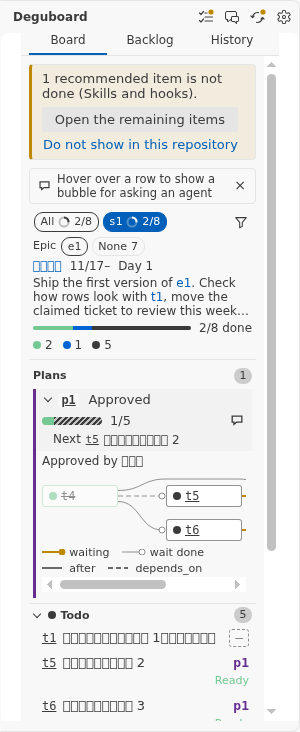 Deguboard
Board Backlog History
1 recommended item is not
done (Skills and hooks).
Open the remaining items
Do not show in this repository
Hover over a row to show a
bubble for asking an agent
All 2/8 s1 2/8
Epic e1 None 7
11/17– Day 1
Ship the first version of e1. Check
how rows look with t1, move the
claimed ticket to review this week…
2/8 done
2 1 5
Plans 1
p1 Approved
1/5
Next t5 2
Approved by
t4 t5
t6
waiting wait done
after depends_on
Todo 5
t1 1
t5 2 p1
Ready
t6 3 p1